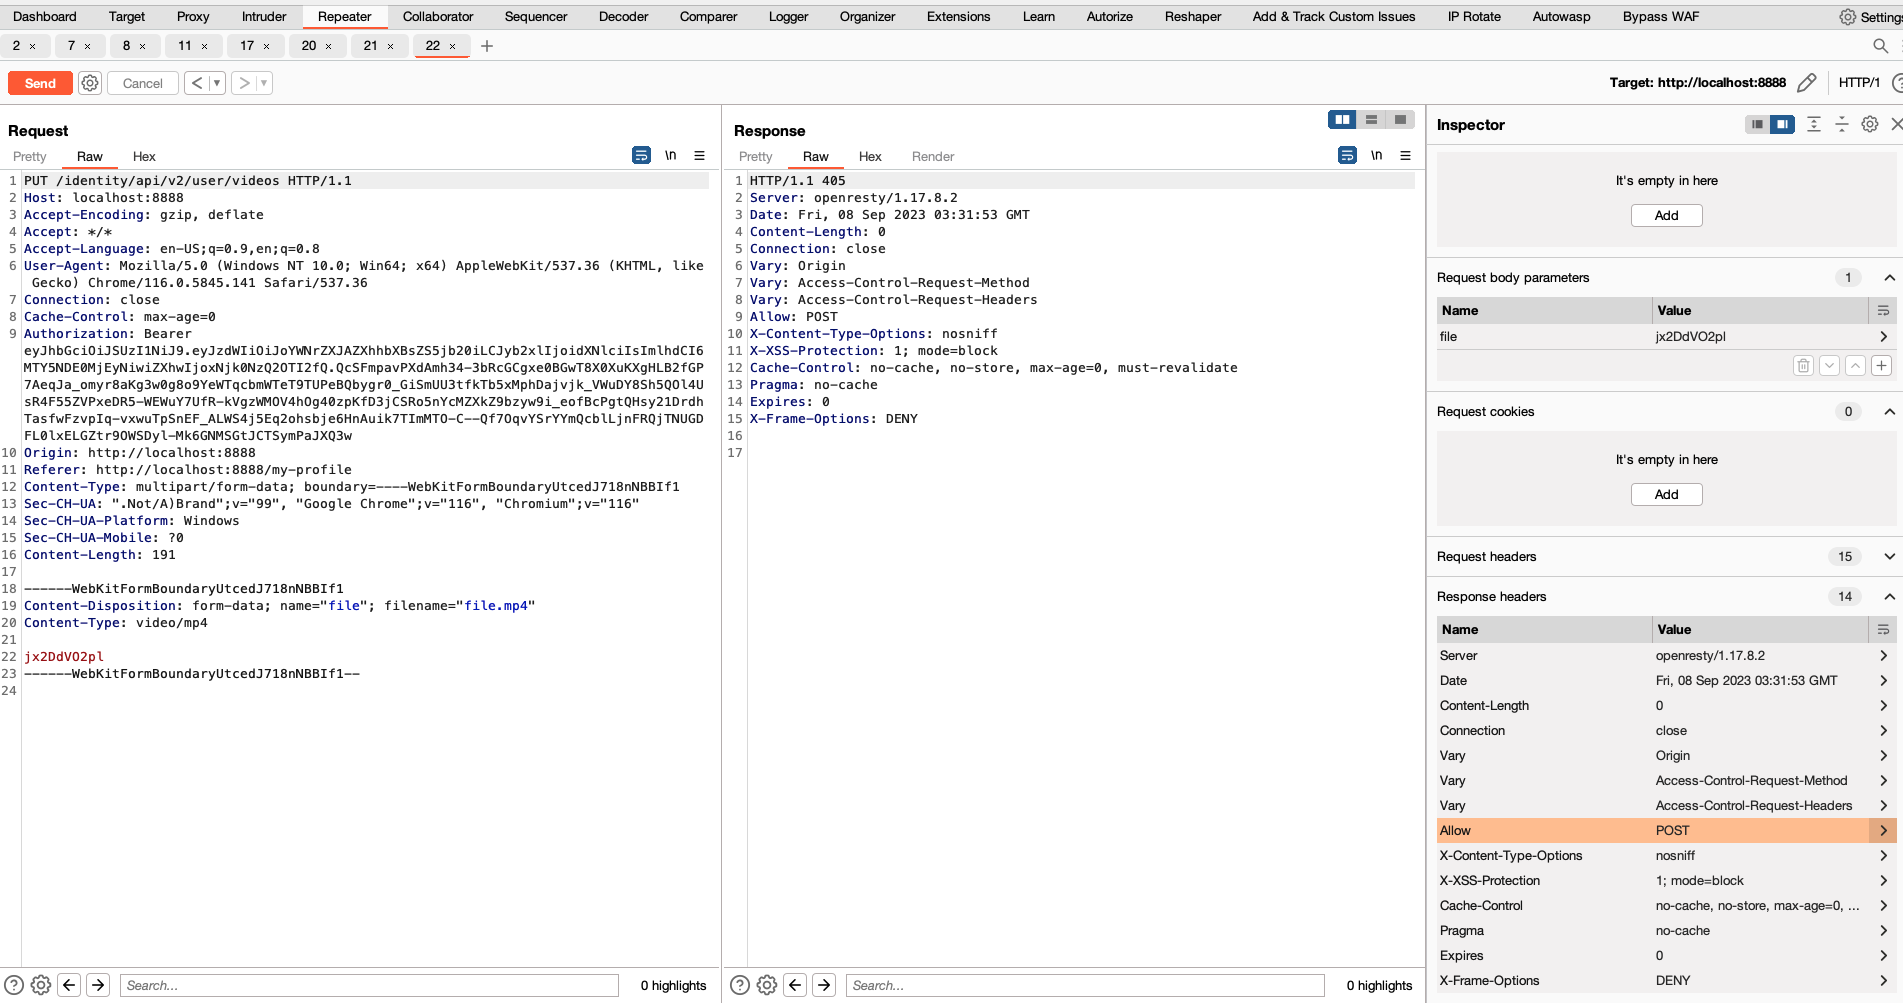 Dashboard Target Proxy Intruder Repeater Collaborator Sequencer Decoder Comparer Logger Organizer Extensions Learn Autorize Reshaper Add & Track Custom Issues IP Rotate Autowasp Bypass WAF Settings
2 × 7 × 8 × 11 × 17 × 20 × 21 × 22 × +
Send Cancel < > Target: http://localhost:8888 HTTP/1 ?
Request
Pretty Raw Hex \n
1 PUT /identity/api/v2/user/videos HTTP/1.1
2 Host: localhost:8888
3 Accept-Encoding: gzip, deflate
4 Accept: */*
5 Accept-Language: en-US;q=0.9,en;q=0.8
6 User-Agent: Mozilla/5.0 (Windows NT 10.0; Win64; x64) AppleWebKit/537.36 (KHTML, like
Gecko) Chrome/116.0.5845.141 Safari/537.36
7 Connection: close
8 Cache-Control: max-age=0
9 Authorization: Bearer
eyJhbGciOiJSUzI1NiJ9.eyJzdWIiOiJoYWNrZXJAZXhhbXBsZS5jb20iLCJyb2xlIjoidXNlciIsImlhdCI6
MTY5NDE0MjEyNiwiZXhwIjoxNjk0NzQ2OTI2fQ.QcSFmpavPXdAmh34-3bRcGCgxe0BGwT8X0XuKXgHLB2fGP
7AeqJa_omyr8aKg3w0g8o9YeWTqcbmWTeT9TUPeBQbygr0_GiSmUU3tfkTb5xMphDajvjk_VWuDY8Sh5QOl4U
sR4F55ZVPxeDR5-WEWuY7UfR-kVgzWMOV4hOg40zpKfD3jCSRo5nYcMZXkZ9bzyw9i_eofBcPgtQHsy21Drdh
TasfwFzvpIq-vxwuTpSnEF_ALWS4j5Eq2ohsbje6HnAuik7TImMTO-C--Qf7OqvYSrYYmQcblLjnFRQjTNUGD
FL0lxELGZtr9OWSDyl-Mk6GNMSGtJCTSymPaJXQ3w
10 Origin: http://localhost:8888
11 Referer: http://localhost:8888/my-profile
12 Content-Type: multipart/form-data; boundary=----WebKitFormBoundaryUtcedJ718nNBBIf1
13 Sec-CH-UA: ".Not/A)Brand";v="99", "Google Chrome";v="116", "Chromium";v="116"
14 Sec-CH-UA-Platform: Windows
15 Sec-CH-UA-Mobile: ?0
16 Content-Length: 191
17
18 ------WebKitFormBoundaryUtcedJ718nNBBIf1
19 Content-Disposition: form-data; name="file"; filename="file.mp4"
20 Content-Type: video/mp4
21
22 jx2DdVO2pl
23 ------WebKitFormBoundaryUtcedJ718nNBBIf1--
24
? Search... 0 highlights
Response
Pretty Raw Hex Render \n
1 HTTP/1.1 405
2 Server: openresty/1.17.8.2
3 Date: Fri, 08 Sep 2023 03:31:53 GMT
4 Content-Length: 0
5 Connection: close
6 Vary: Origin
7 Vary: Access-Control-Request-Method
8 Vary: Access-Control-Request-Headers
9 Allow: POST
10 X-Content-Type-Options: nosniff
11 X-XSS-Protection: 1; mode=block
12 Cache-Control: no-cache, no-store, max-age=0, must-revalidate
13 Pragma: no-cache
14 Expires: 0
15 X-Frame-Options: DENY
16
17
? Search... 0 highlights
Inspector
It's empty in here
Add
Request body parameters 1
Name Value
file jx2DdVO2pl
Request cookies 0
It's empty in here
Add
Request headers 15
Response headers 14
Name Value
Server openresty/1.17.8.2
Date Fri, 08 Sep 2023 03:31:53 GMT
Content-Length 0
Connection close
Vary Origin
Vary Access-Control-Request-Method
Vary Access-Control-Request-Headers
Allow POST
X-Content-Type-Options nosniff
X-XSS-Protection 1; mode=block
Cache-Control no-cache, no-store, max-age=0, ...
Pragma no-cache
Expires 0
X-Frame-Options DENY